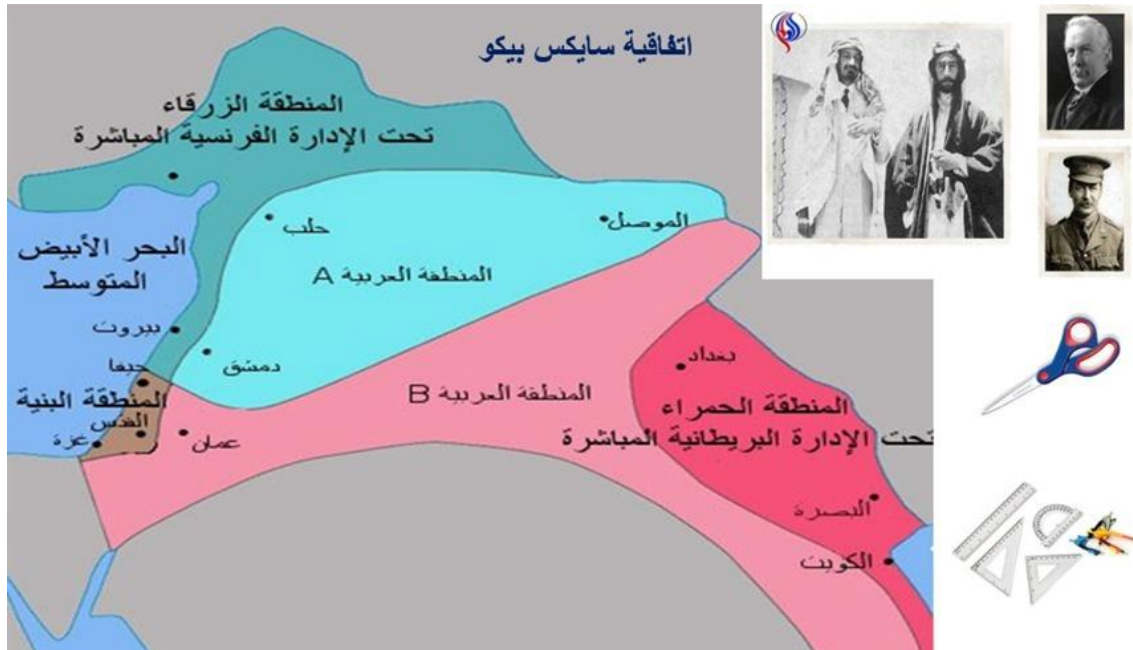 اتفاقية سايكس بيكو
المنطقة الزرقاء
تحت الإدارة الفرنسية المباشرة
حلب
الموصل
البحر الأبيض
المتوسط
المنطقة العربية A
بيروت
دمشق
حيفا
بغداد
المنطقة العربية B
المنطقة البنية
المنطقة الحمراء
القدس
غزة
عمان
تحت الإدارة البريطانية المباشرة
البصرة
الكويت